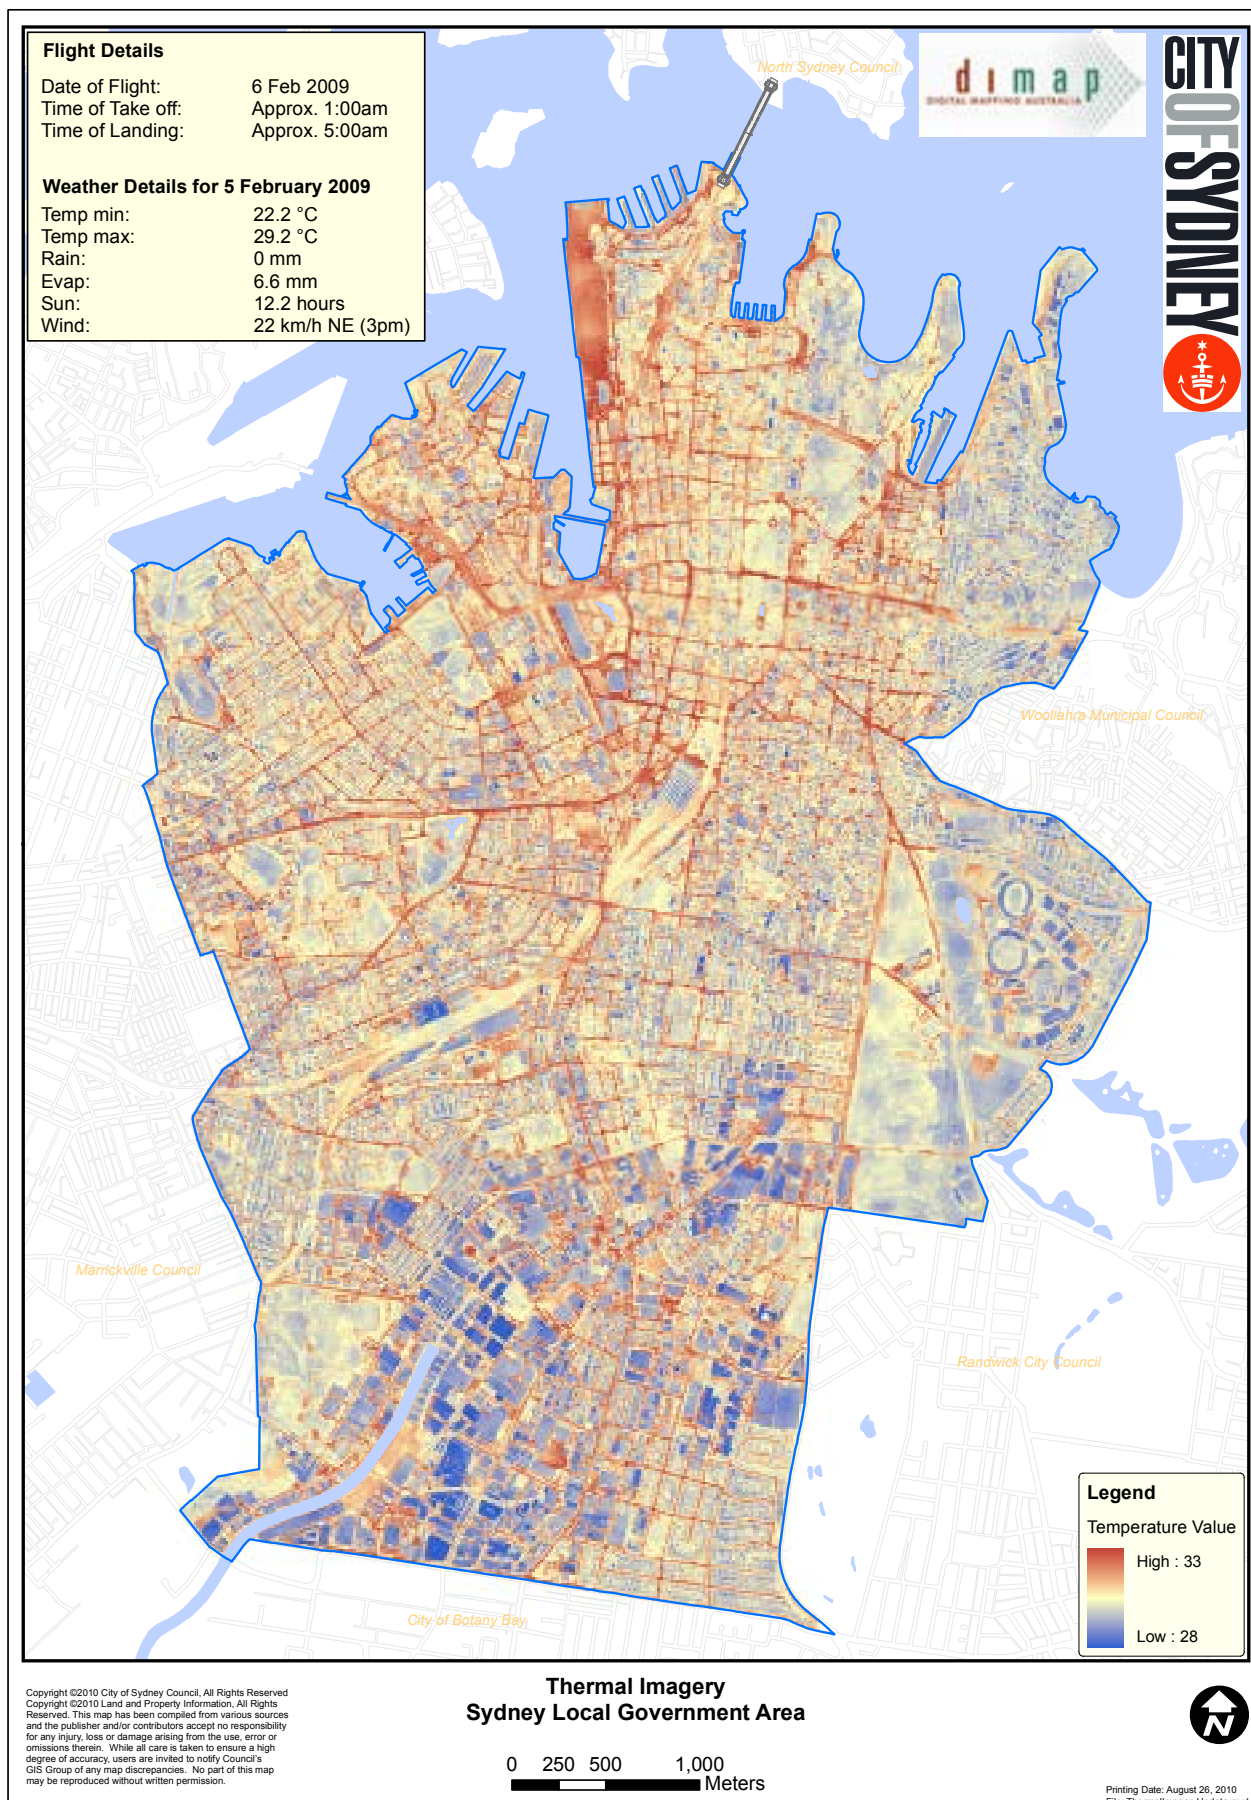 Flight Details
Date of Flight: 6 Feb 2009
Time of Take off: Approx. 1:00am
Time of Landing: Approx. 5:00am
Weather Details for 5 February 2009
Temp min: 22.2 °C
Temp max: 29.2 °C
Rain: 0 mm
Evap: 6.6 mm
Sun: 12.2 hours
Wind: 22 km/h NE (3pm)
North Sydney Council
dimap
DIGITAL MAPPING AUSTRALIA
CITY OF SYDNEY
Woollahra Municipal Council
Marrickville Council
Randwick City Council
City of Botany Bay
Legend
Temperature Value
High : 33
Low : 28
Copyright ©2010 City of Sydney Council, All Rights Reserved
Copyright ©2010 Land and Property Information, All Rights
Reserved. This map has been compiled from various sources
and the publisher and/or contributors accept no responsibility
for any injury, loss or damage arising from the use, error or
omissions therein. While all care is taken to ensure a high
degree of accuracy, users are invited to notify Council's
GIS Group of any map discrepancies. No part of this map
may be reproduced without written permission.
Thermal Imagery
Sydney Local Government Area
0 250 500 1,000
Meters
N
Printing Date: August 26, 2010